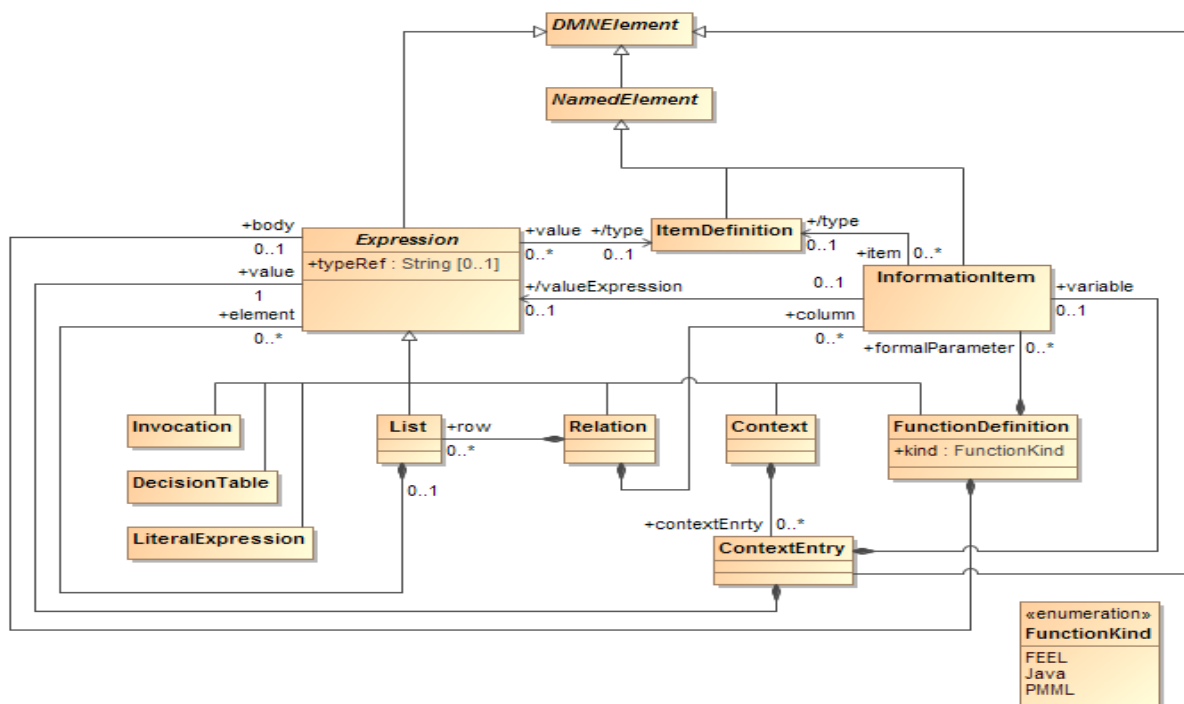 DMNElement
NamedElement
+body
0..1
+value
1
+element
0..*
Expression
+typeRef : String [0..1]
+value
0..*
+/type
0..1
ItemDefinition
+/type
0..1
+item
0..*
InformationItem
+/valueExpression
0..1
0..1
+column
0..*
+variable
0..1
+formalParameter
0..*
Invocation
DecisionTable
LiteralExpression
List
+row
0..*
0..1
Relation
Context
FunctionDefinition
+kind : FunctionKind
+contextEnrty
0..*
ContextEntry
«enumeration»
FunctionKind
FEEL
Java
PMML